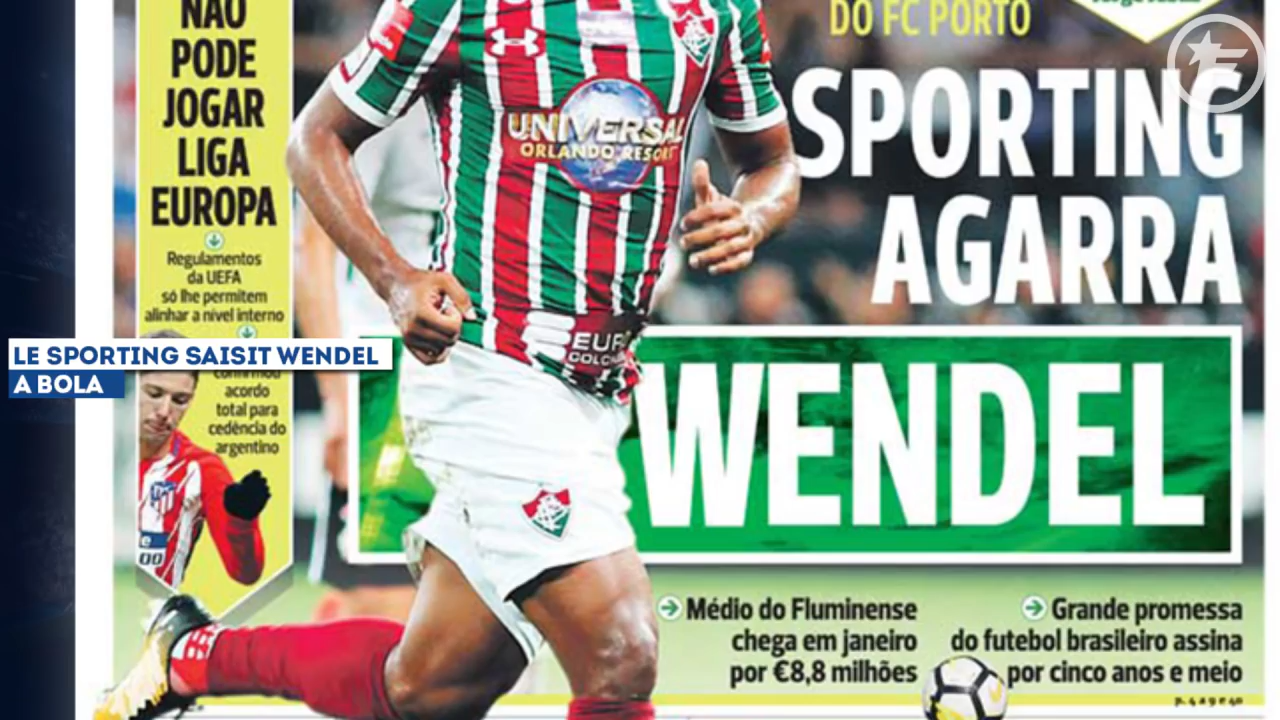 NÃO
PODE
JOGAR
LIGA
EUROPA
Regulamentos
da UEFA
só lhe permitem
alinhar a nível interno
acordo
total para
cedência do
argentino
LE SPORTING SAISIT WENDEL
A BOLA
UNIVERSAL
ORLANDO RESORT
DO FC PORTO
SPORTING
AGARRA
WENDEL
Médio do Fluminense
chega em janeiro
por €8,8 milhões
Grande promessa
do futebol brasileiro assina
por cinco anos e meio